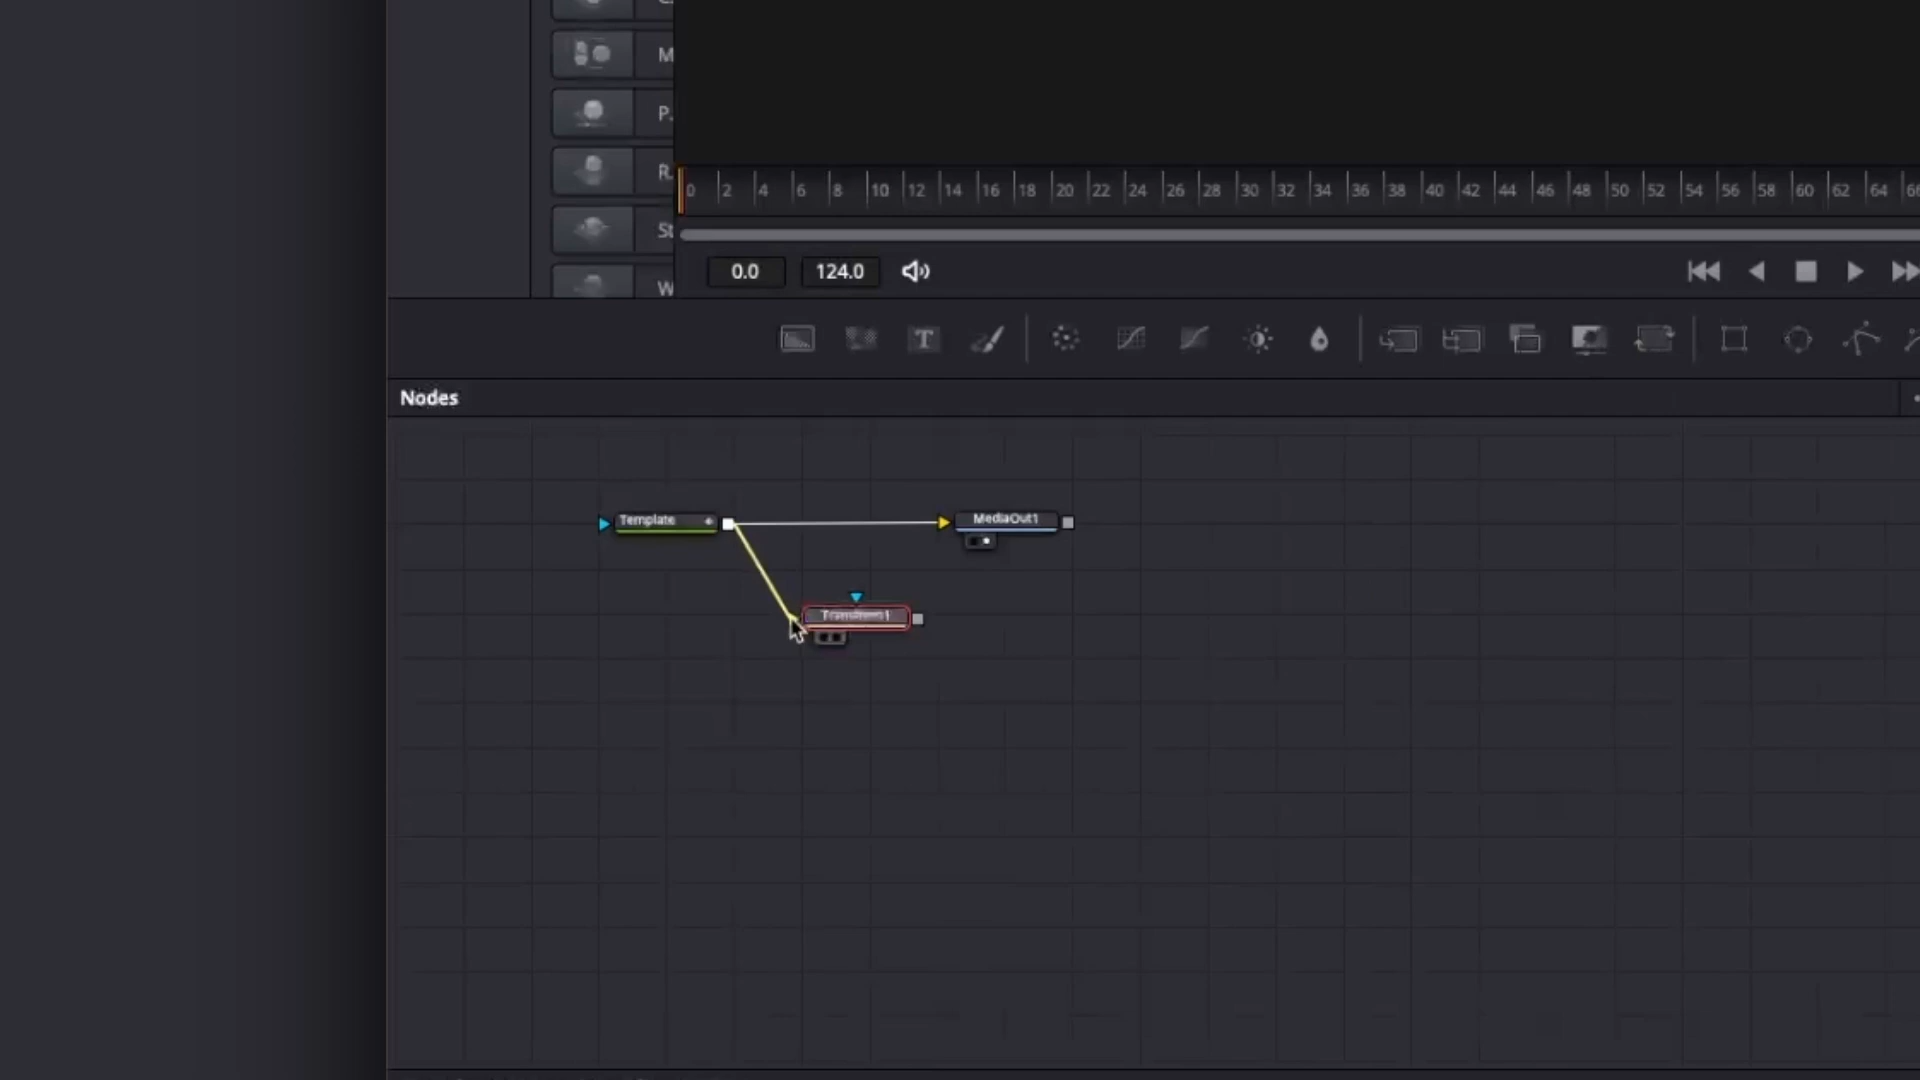 M
P.
R.
St
W
0 2 4 6 8 10 12 14 16 18 20 22 24 26 28 30 32 34 36 38 40 42 44 46 48 50 52 54 56 58 60 62 64 66
0.0 124.0
T
Nodes
Template MediaOut1
Transform1